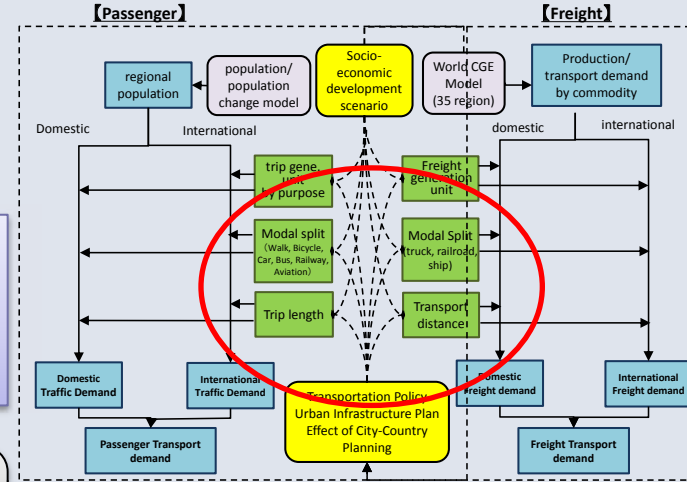 【Passenger】
【Freight】
regional
population
population/
population
change model
Socio-
economic
development
scenario
World CGE
Model
(35 region)
Production/
transport demand
by commodity
Domestic
International
domestic
international
trip gene.
unit
by purpose
Freight
generation
unit
Modal split
(Walk, Bicycle,
Car, Bus, Railway,
Aviation)
Modal Split
(truck, railroad,
ship)
Trip length
Transport
distance
Domestic
Traffic Demand
International
Traffic Demand
Transportation Policy
Urban Infrastructure Plan
Effect of City-Country
Planning
Domestic
Freight demand
International
Freight demand
Passenger Transport
demand
Freight Transport
demand